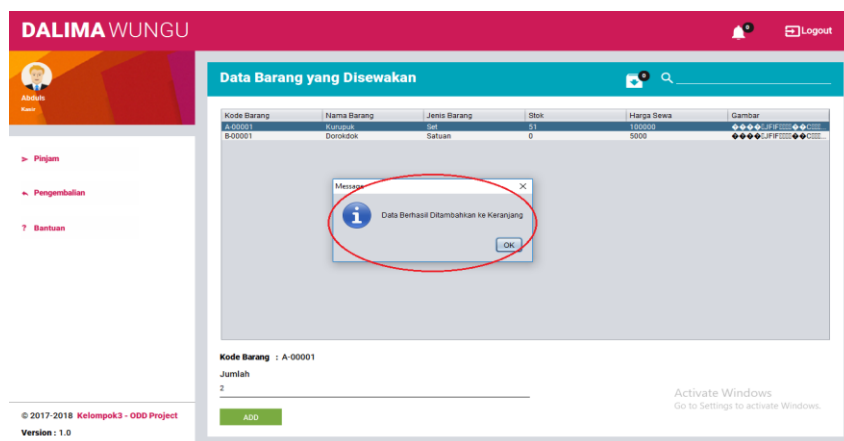 DALIMA WUNGU
0
Logout
Abduls
Kasir
Data Barang yang Disewakan
0
Kode Barang Nama Barang Jenis Barang Stok Harga Sewa Gambar
A-00001 Kurupuk Set 51 100000
B-00001 Dorokdok Satuan 0 5000
Pinjam
Pengembalian
? Bantuan
Message
Data Berhasil Ditambahkan ke Keranjang
OK
Kode Barang : A-00001
Jumlah
2
ADD
Activate Windows
Go to Settings to activate Windows.
© 2017-2018 Kelompok3 - ODD Project
Version : 1.0